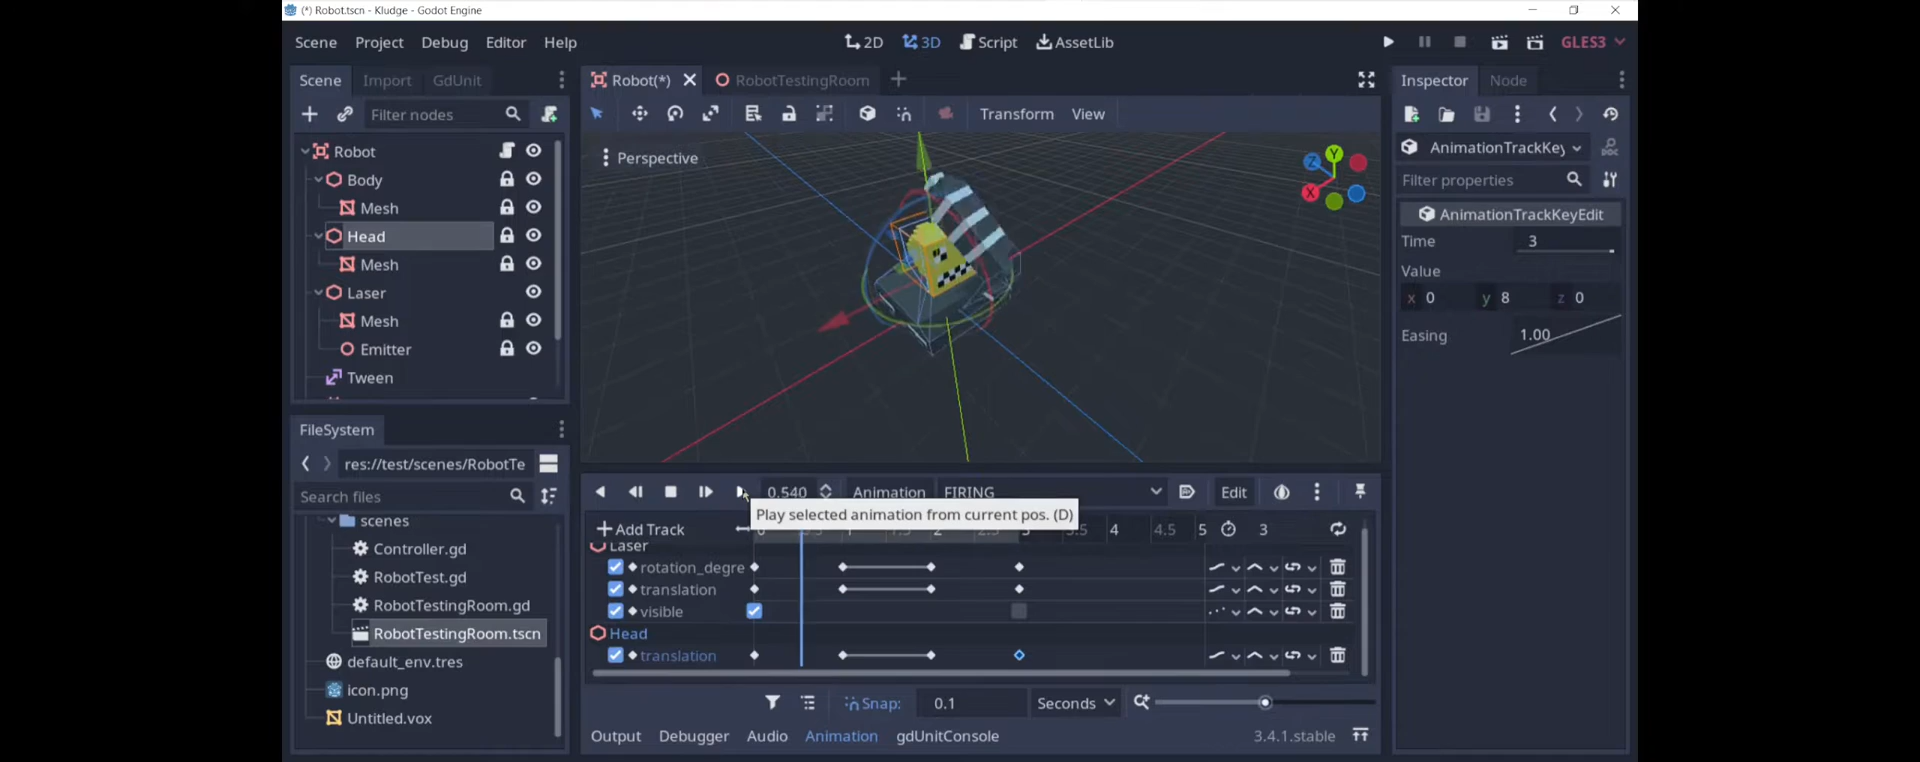 (*) Robot.tscn - Kludge - Godot Engine
Scene Project Debug Editor Help
2D 3D Script AssetLib
GLES3
Scene Import GdUnit
Filter nodes
Robot
Body
Mesh
Head
Mesh
Laser
Mesh
Emitter
Tween
FileSystem
res://test/scenes/RobotTe
Search files
scenes
Controller.gd
RobotTest.gd
RobotTestingRoom.gd
RobotTestingRoom.tscn
default_env.tres
icon.png
Untitled.vox
Robot(*) RobotTestingRoom
Transform View
Perspective
Y
Z
X
0.540 Animation FIRING Edit
Play selected animation from current pos. (D)
Add Track 2 4 4.5 5 3
Laser
rotation_degre
translation
visible
Head
translation
Snap: 0.1 Seconds
Output Debugger Audio Animation gdUnitConsole 3.4.1.stable
Inspector Node
AnimationTrackKey
Filter properties
AnimationTrackKeyEdit
Time 3
Value
x 0 y 8 z 0
Easing 1.00